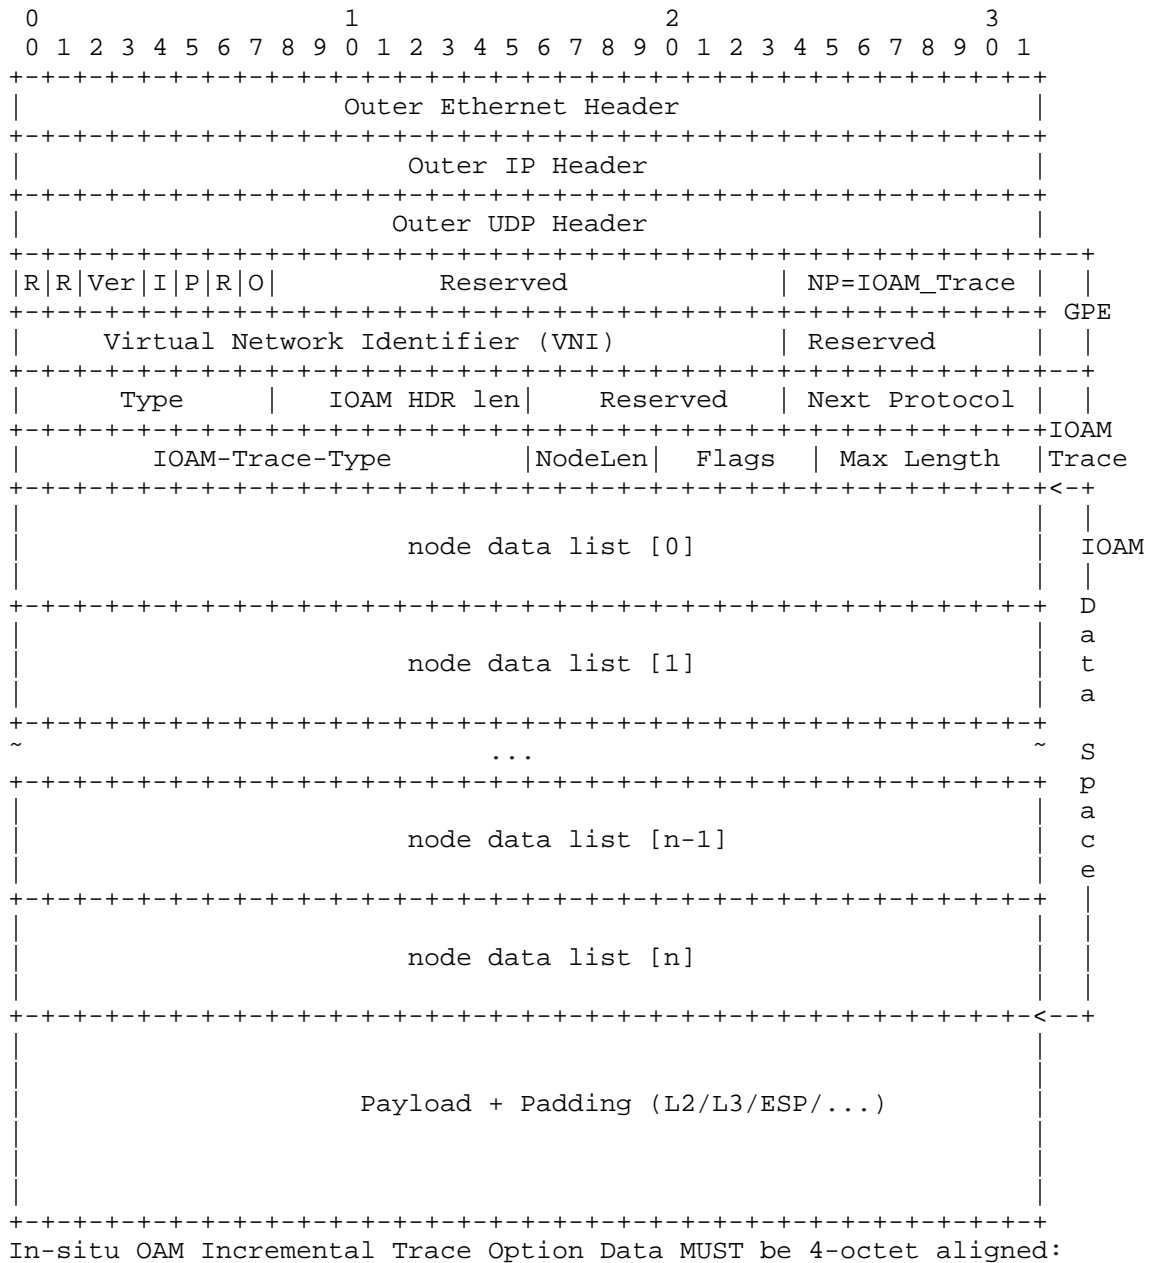 0                   1                   2                   3
 0 1 2 3 4 5 6 7 8 9 0 1 2 3 4 5 6 7 8 9 0 1 2 3 4 5 6 7 8 9 0 1
+-+-+-+-+-+-+-+-+-+-+-+-+-+-+-+-+-+-+-+-+-+-+-+-+-+-+-+-+-+-+-+-+
|                    Outer Ethernet Header                      |
+-+-+-+-+-+-+-+-+-+-+-+-+-+-+-+-+-+-+-+-+-+-+-+-+-+-+-+-+-+-+-+-+
|                        Outer IP Header                        |
+-+-+-+-+-+-+-+-+-+-+-+-+-+-+-+-+-+-+-+-+-+-+-+-+-+-+-+-+-+-+-+-+
|                       Outer UDP Header                        |
+-+-+-+-+-+-+-+-+-+-+-+-+-+-+-+-+-+-+-+-+-+-+-+-+-+-+-+-+-+-+-+-+--+
|R|R|Ver|I|P|R|O|          Reserved             | NP=IOAM_Trace |  |
+-+-+-+-+-+-+-+-+-+-+-+-+-+-+-+-+-+-+-+-+-+-+-+-+-+-+-+-+-+-+-+-+ GPE
|     Virtual Network Identifier (VNI)          | Reserved      |  |
+-+-+-+-+-+-+-+-+-+-+-+-+-+-+-+-+-+-+-+-+-+-+-+-+-+-+-+-+-+-+-+-+--+
|      Type     |   IOAM HDR len|    Reserved   | Next Protocol |  |
+-+-+-+-+-+-+-+-+-+-+-+-+-+-+-+-+-+-+-+-+-+-+-+-+-+-+-+-+-+-+-+-+IOAM
|        IOAM-Trace-Type        |NodeLen|  Flags  | Max Length  |Trace
+-+-+-+-+-+-+-+-+-+-+-+-+-+-+-+-+-+-+-+-+-+-+-+-+-+-+-+-+-+-+-+-+<-+
|                                                               |  |
|                        node data list [0]                     |  IOAM
|                                                               |  |
+-+-+-+-+-+-+-+-+-+-+-+-+-+-+-+-+-+-+-+-+-+-+-+-+-+-+-+-+-+-+-+-+  D
|                                                               |  a
|                        node data list [1]                     |  t
|                                                               |  a
+-+-+-+-+-+-+-+-+-+-+-+-+-+-+-+-+-+-+-+-+-+-+-+-+-+-+-+-+-+-+-+-+
~                             ...                               ~  S
+-+-+-+-+-+-+-+-+-+-+-+-+-+-+-+-+-+-+-+-+-+-+-+-+-+-+-+-+-+-+-+-+  p
|                                                               |  a
|                        node data list [n-1]                   |  c
|                                                               |  e
+-+-+-+-+-+-+-+-+-+-+-+-+-+-+-+-+-+-+-+-+-+-+-+-+-+-+-+-+-+-+-+-+  |
|                                                               |  |
|                        node data list [n]                     |  |
|                                                               |  |
+-+-+-+-+-+-+-+-+-+-+-+-+-+-+-+-+-+-+-+-+-+-+-+-+-+-+-+-+-+-+-+-<--+
|                                                               |
|                                                               |
|                     Payload + Padding (L2/L3/ESP/...)         |
|                                                               |
|                                                               |
|                                                               |
+-+-+-+-+-+-+-+-+-+-+-+-+-+-+-+-+-+-+-+-+-+-+-+-+-+-+-+-+-+-+-+-+
In-situ OAM Incremental Trace Option Data MUST be 4-octet aligned: